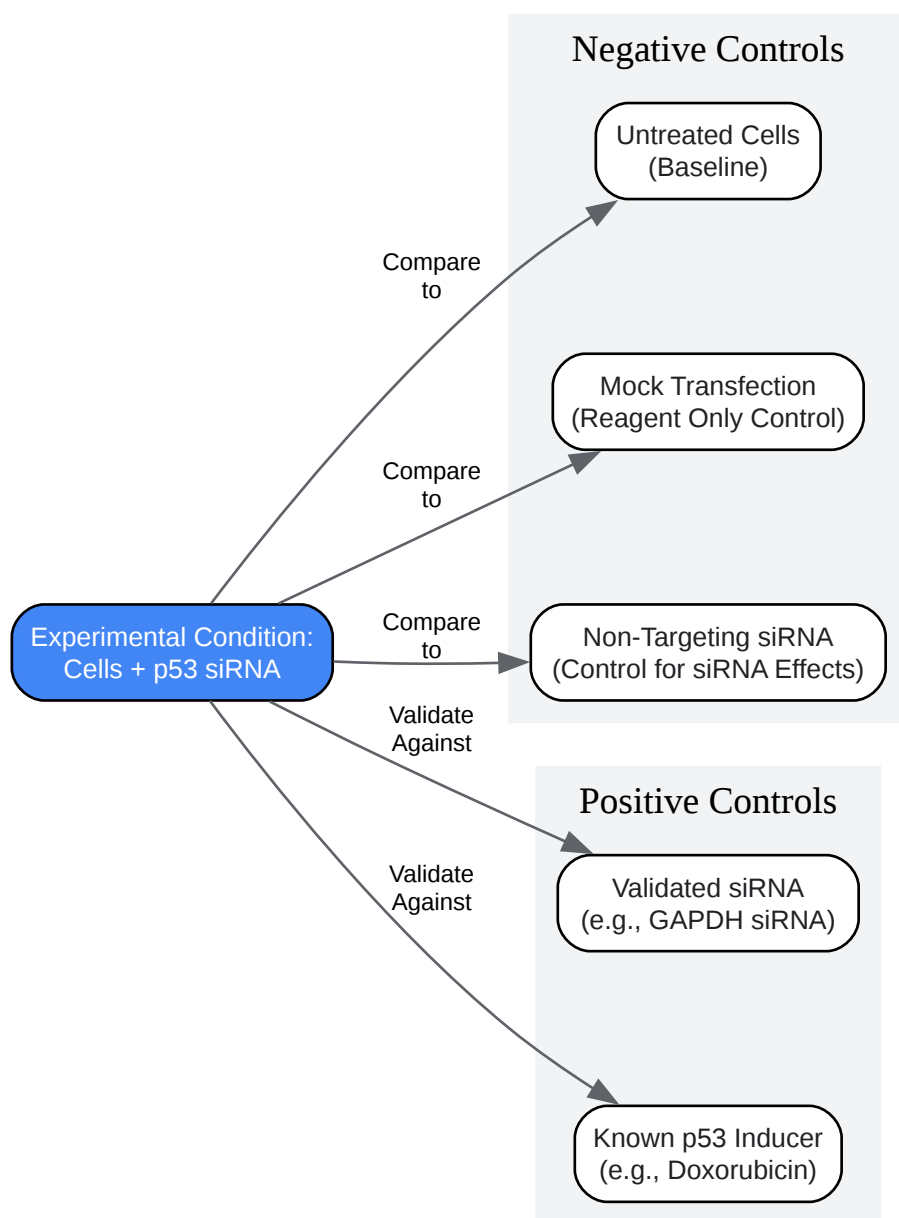 Negative Controls
Untreated Cells
(Baseline)
Compare
to
Mock Transfection
(Reagent Only Control)
Compare
to
Experimental Condition:
Cells + p53 siRNA
Compare
to
Non-Targeting siRNA
(Control for siRNA Effects)
Validate
Against
Positive Controls
Validated siRNA
(e.g., GAPDH siRNA)
Validate
Against
Known p53 Inducer
(e.g., Doxorubicin)